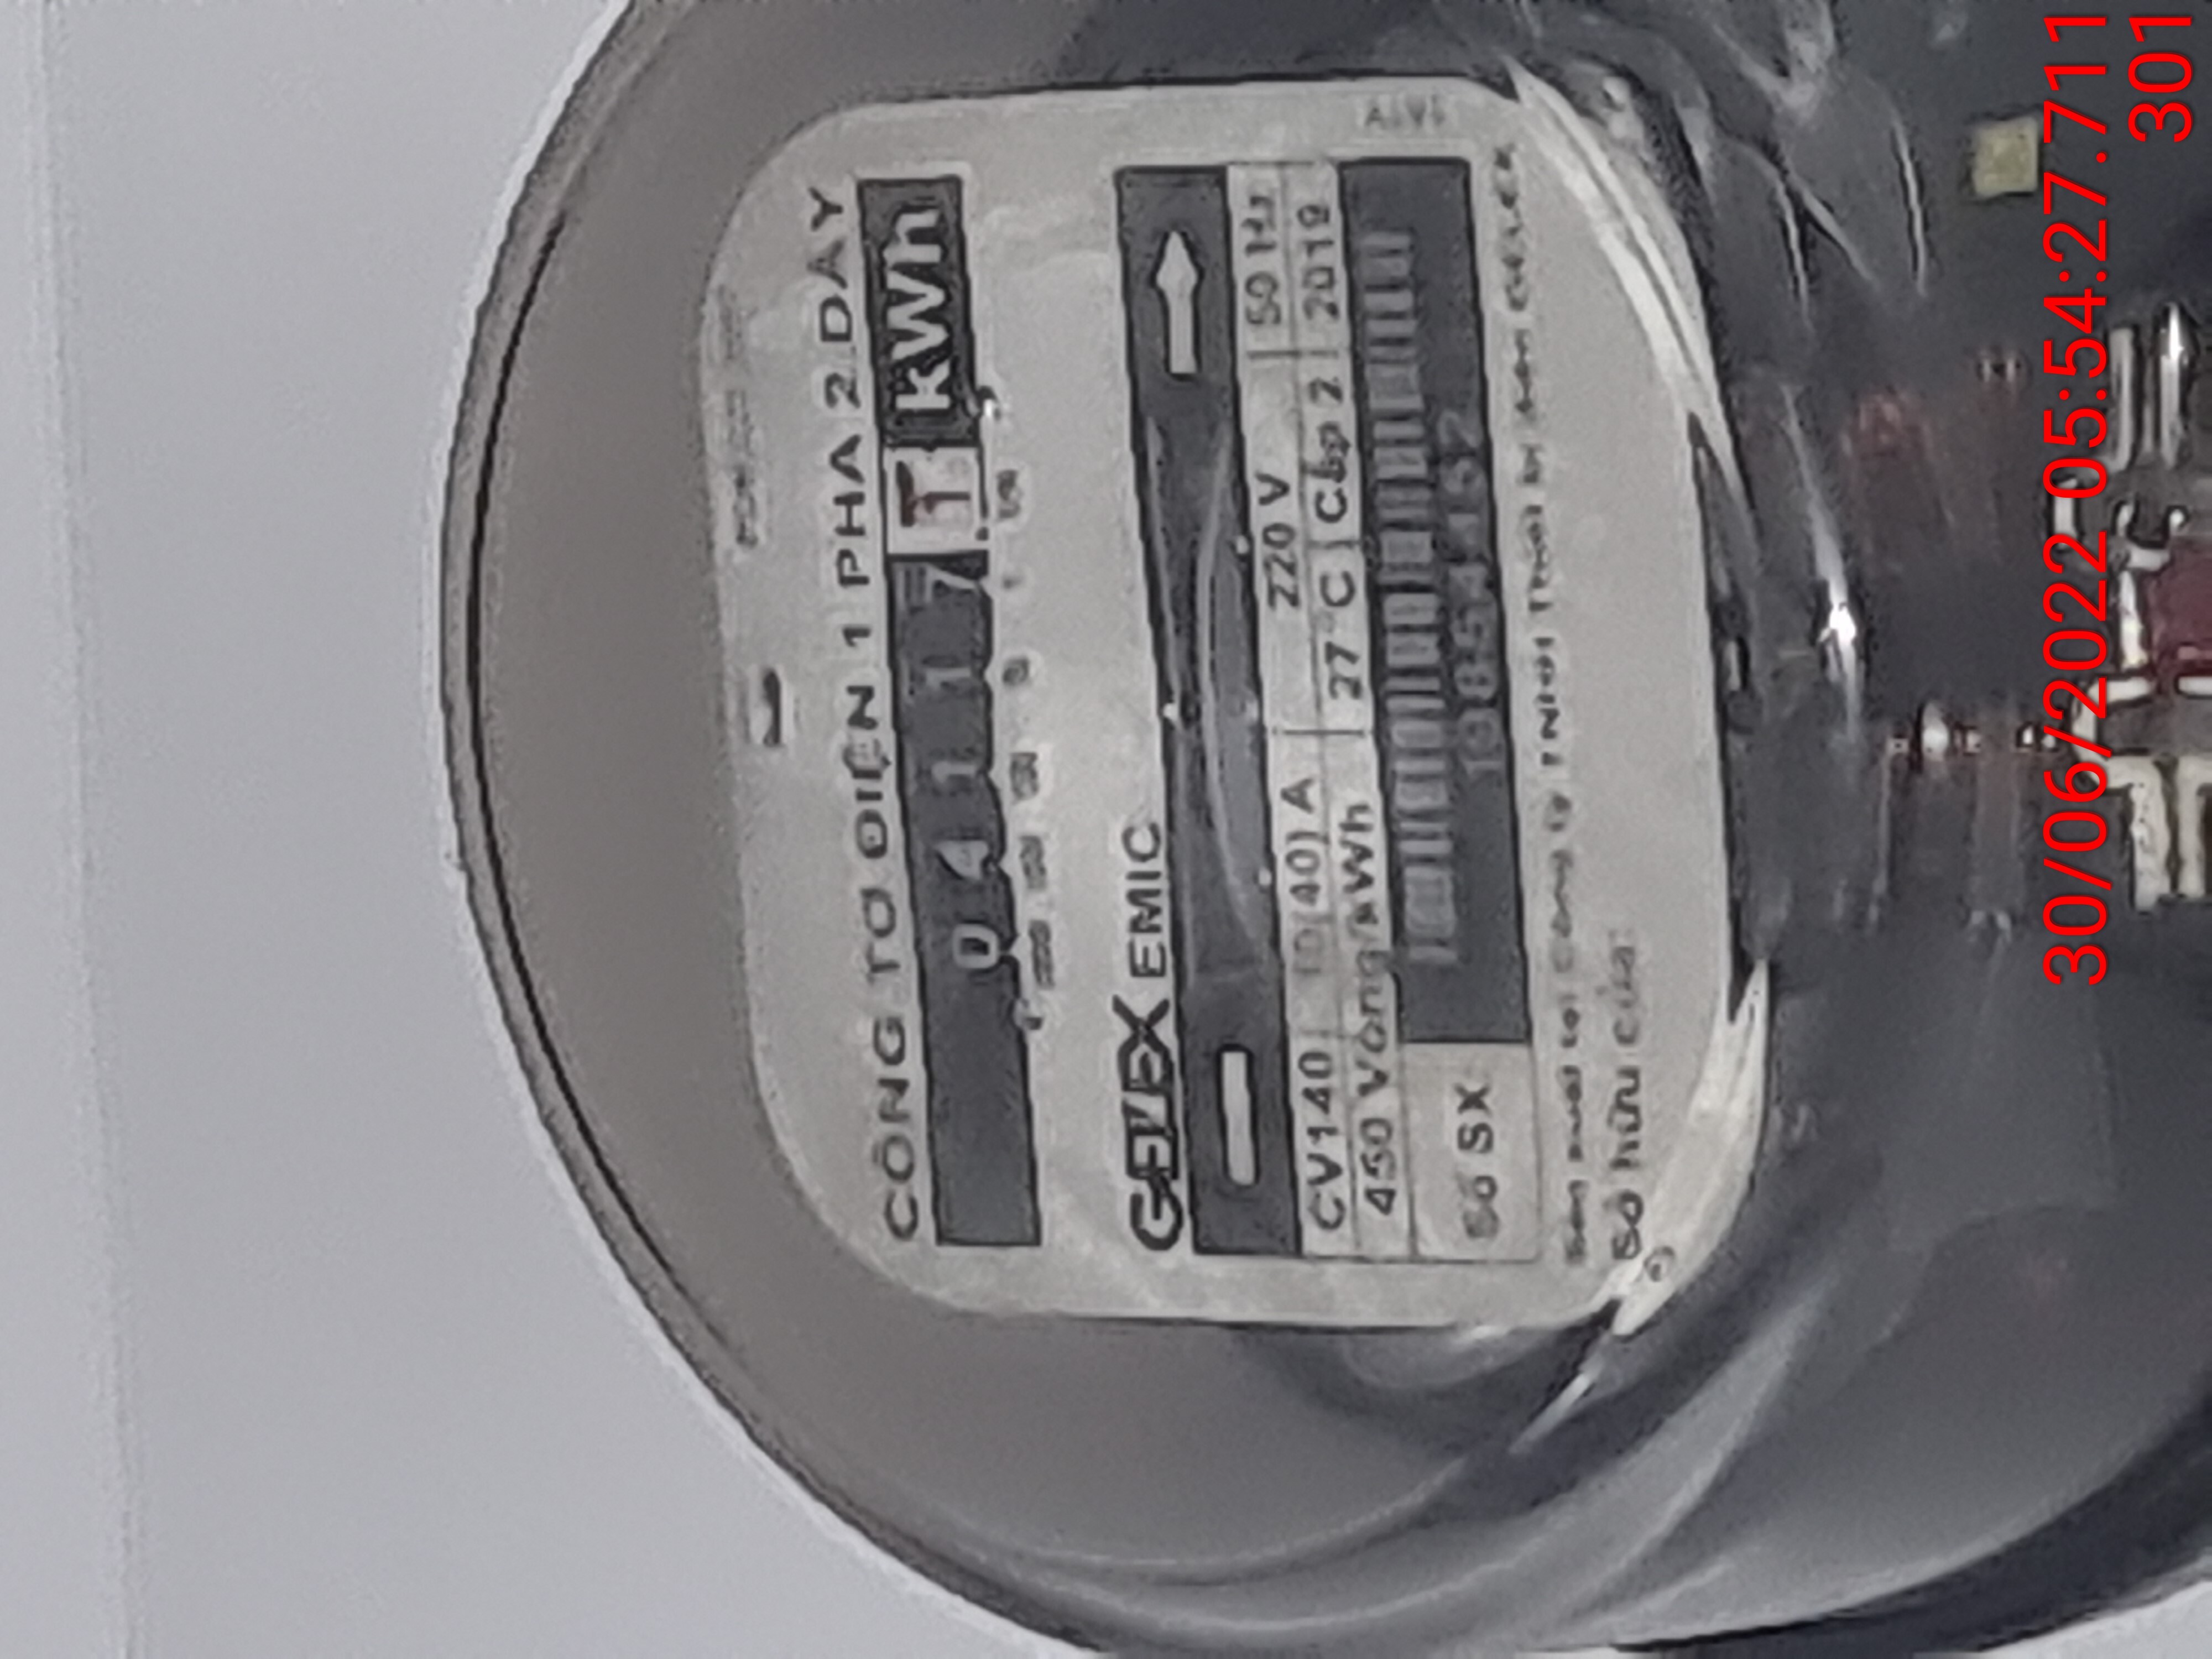 CÔNG TƠ ĐIỆN 1 PHA 2 DÂY
0 4 1 1 7 kWh
GELEX EMIC
CV140 10(40) A 220 V 50 Hz
450 Vòng/kWh 27°C Cấp 2 2019
Số SX
Sở hữu của:
30/06/2022 05:54:27.711
301